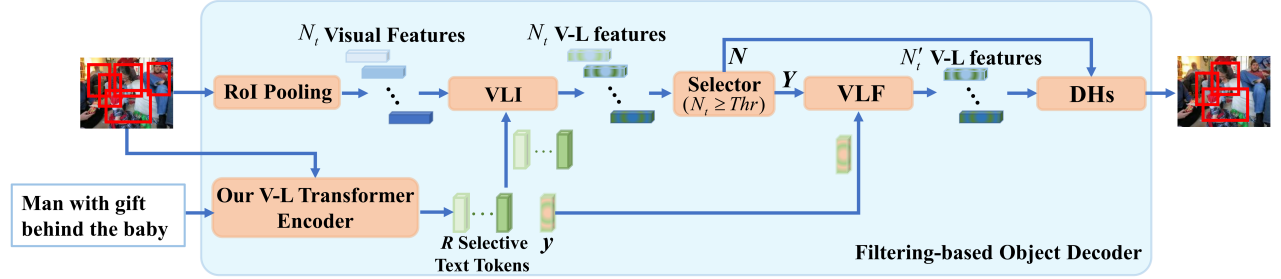 N_t Visual Features
N_t V-L features
N
N'_t V-L features
RoI Pooling
VLI
Selector
(N_t ≥ Thr)
Y
VLF
DHs
Man with gift
behind the baby
Our V-L Transformer
Encoder
R Selective
Text Tokens
y
Filtering-based Object Decoder